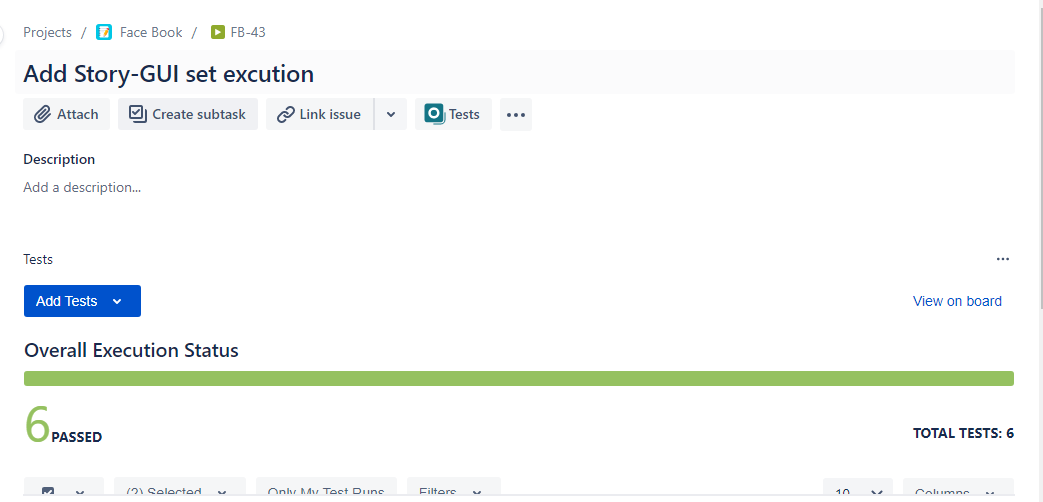 Projects / Face Book / FB-43
Add Story-GUI set excution
Attach Create subtask Link issue Tests
Description
Add a description...
Tests
Add Tests View on board
Overall Execution Status
6 PASSED TOTAL TESTS: 6
(2) Selected Only My Test Runs Filters 10 Columns